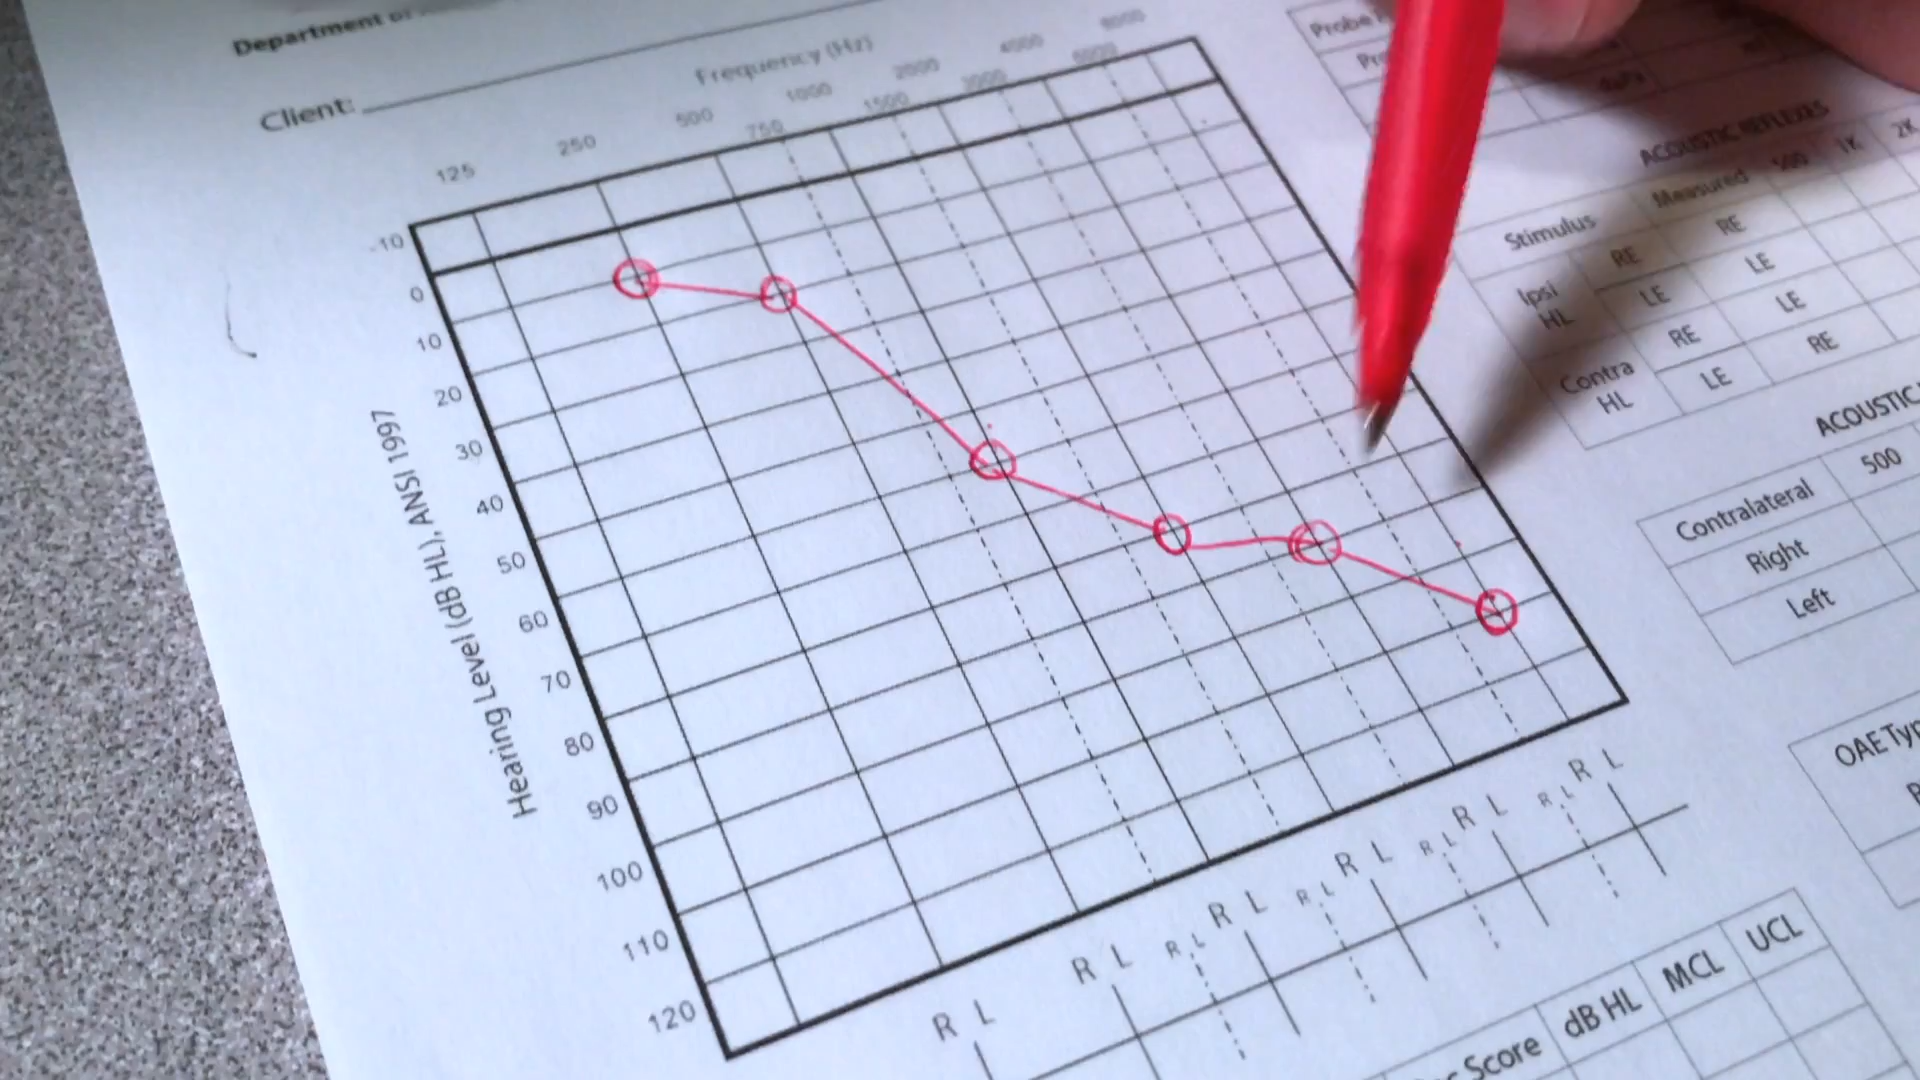 Department of
Client:
Frequency (Hz)
125 250 500 750 1000 1500 2000 3000 4000 6000 8000
-10
0
10
20
30
40
50
60
70
80
90
100
110
120
Hearing Level (dB HL), ANSI 1997
R L R L R L R L R L R L R L R L R L
Probe
ACOUSTIC REFLEXES
Stimulus Measured 500 1K 2K
Ipsi HL
RE RE
LE LE
Contra HL
RE LE
LE RE
ACOUSTIC
Contralateral 500
Right
Left
OAE Typ
Score dB HL MCL UCL